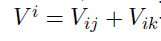 V^i = V_{ij} + V_{ik}